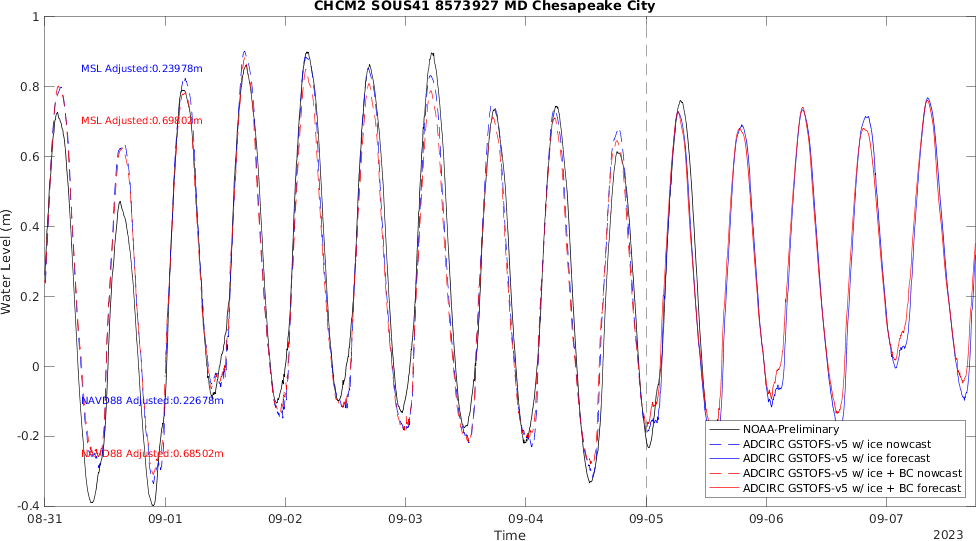 CHCM2 SOUS41 8573927 MD Chesapeake City
1
0.8
0.6
0.4
0.2
0
-0.2
-0.4
Water Level (m)
MSL Adjusted:0.23978m
MSL Adjusted:0.69802m
NAVD88 Adjusted:0.22678m
NAVD88 Adjusted:0.68502m
NOAA-Preliminary
ADCIRC GSTOFS-v5 w/ ice nowcast
ADCIRC GSTOFS-v5 w/ ice forecast
ADCIRC GSTOFS-v5 w/ ice + BC nowcast
ADCIRC GSTOFS-v5 w/ ice + BC forecast
08-31 09-01 09-02 09-03 09-04 09-05 09-06 09-07
Time
2023